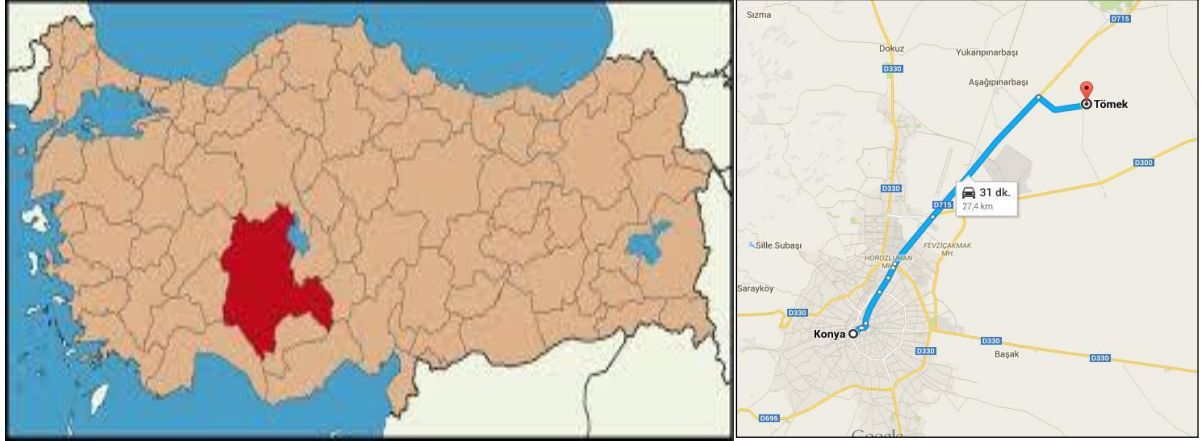 Sızma
D715
Dokuz
Yukarıpınarbaşı
D330
Aşağıpınarbaşı
Tömek
D300
31 dk.
27,4 km
D330
D715
Sille Subaşı
FEVZİÇAKMAK
MH.
HOROZLUHAN
MH.
Sarayköy
D330
Konya
D330
D330
Başak
D330
D696
Google